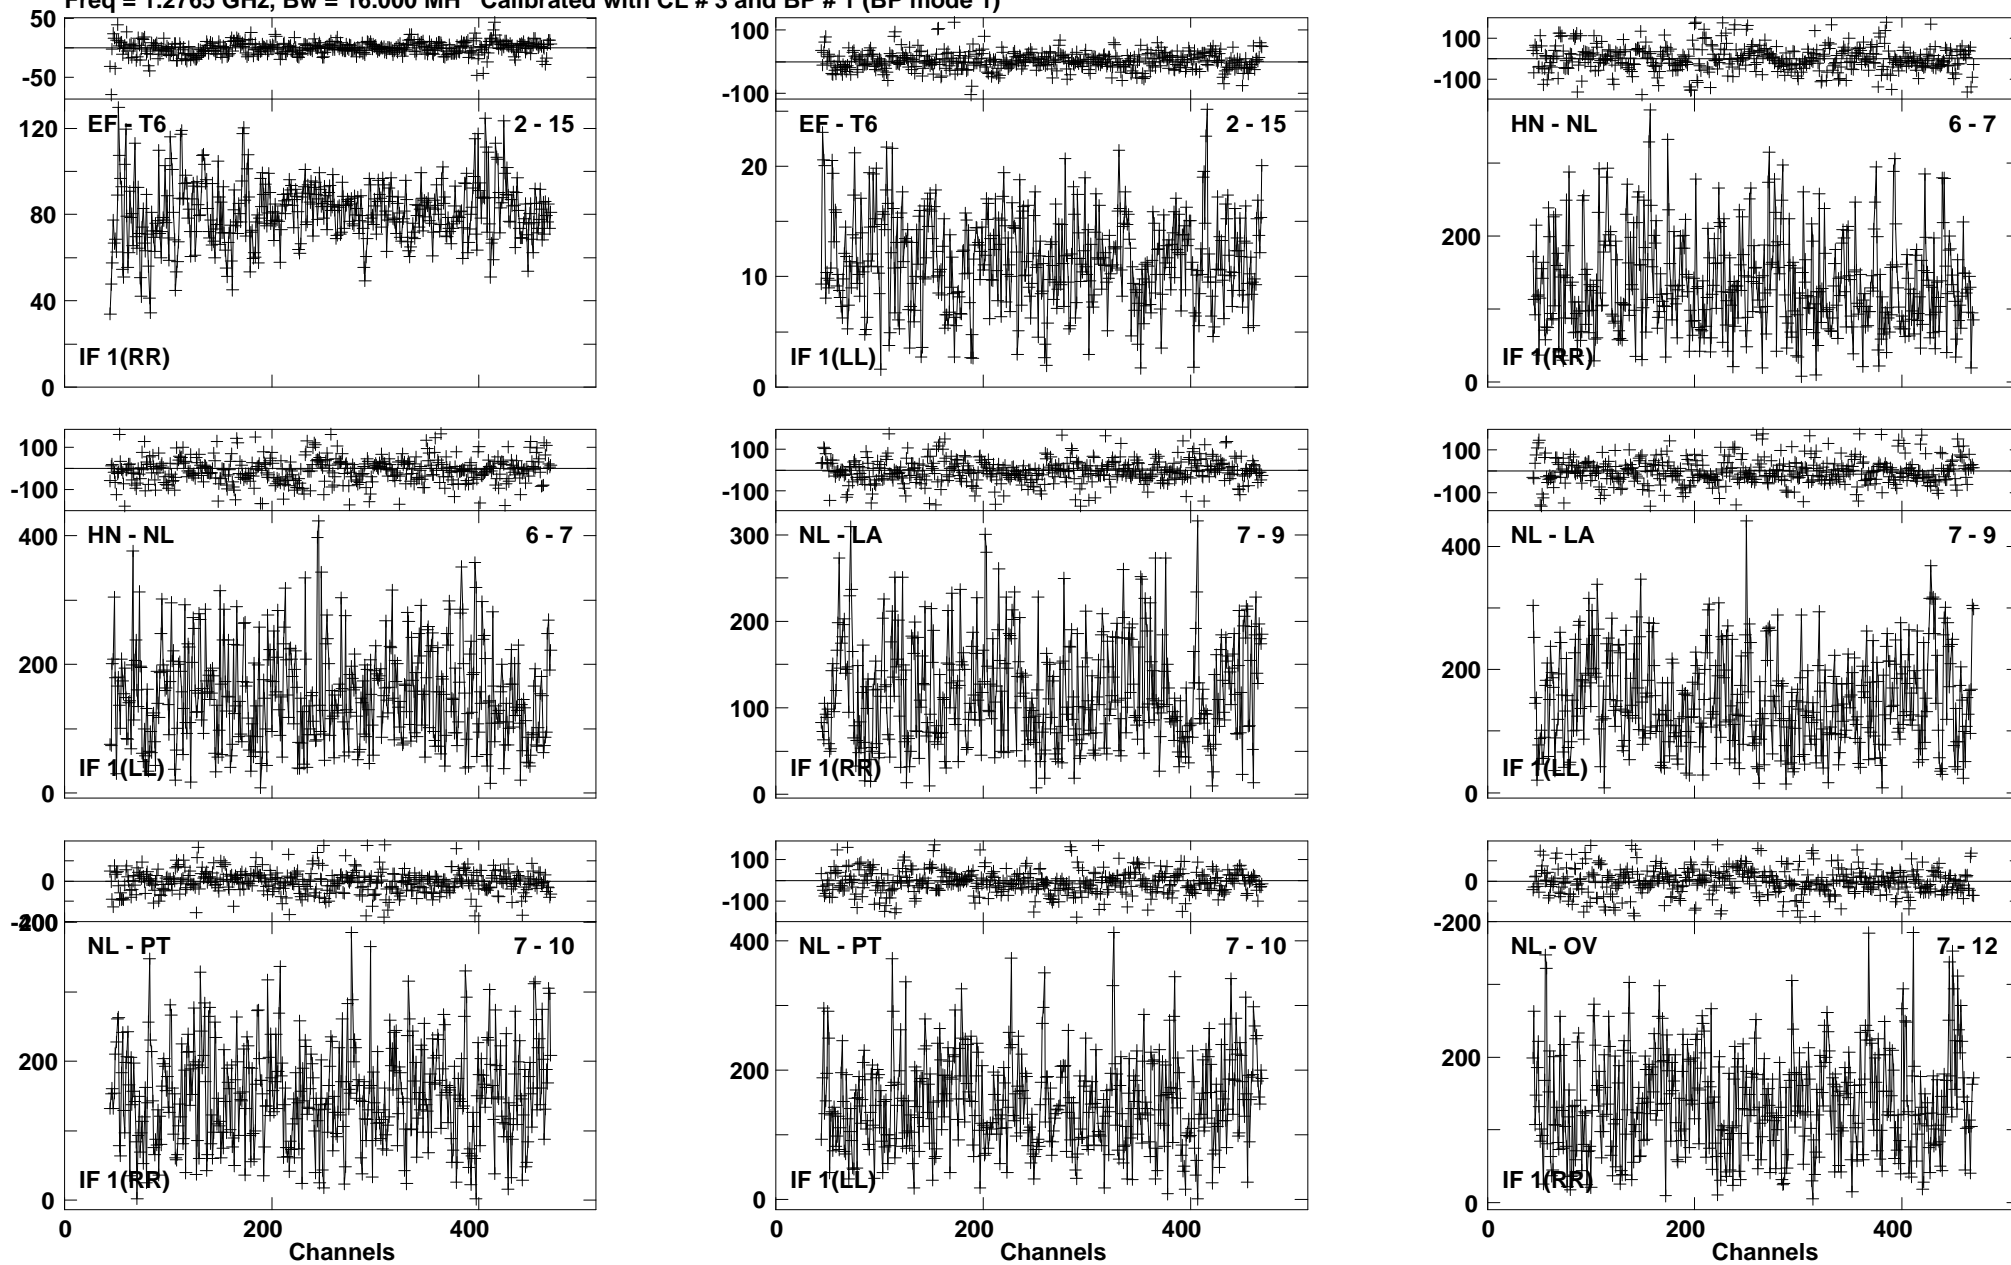 Freq = 1.2765 GHz, Bw = 16.000 MH Calibrated with CL # 3 and BP # 1 (BP mode 1)
50
-50
100
-100
100
-100
EF - T6 2 - 15
EF - T6 2 - 15
HN - NL 6 - 7
120
80
40
0
20
10
0
200
0
IF 1(RR)
IF 1(LL)
IF 1(RR)
100
-100
100
-100
100
-100
HN - NL 6 - 7
NL - LA 7 - 9
NL - LA 7 - 9
400
200
0
300
200
100
0
400
200
0
IF 1(LL)
IF 1(RR)
IF 1(LL)
0
-200
100
-100
0
-200
NL - PT 7 - 10
NL - PT 7 - 10
NL - OV 7 - 12
400
200
0
400
200
0
200
0
IF 1(RR)
IF 1(LL)
IF 1(RR)
0 200 400
0 200 400
0 200 400
Channels
Channels
Channels